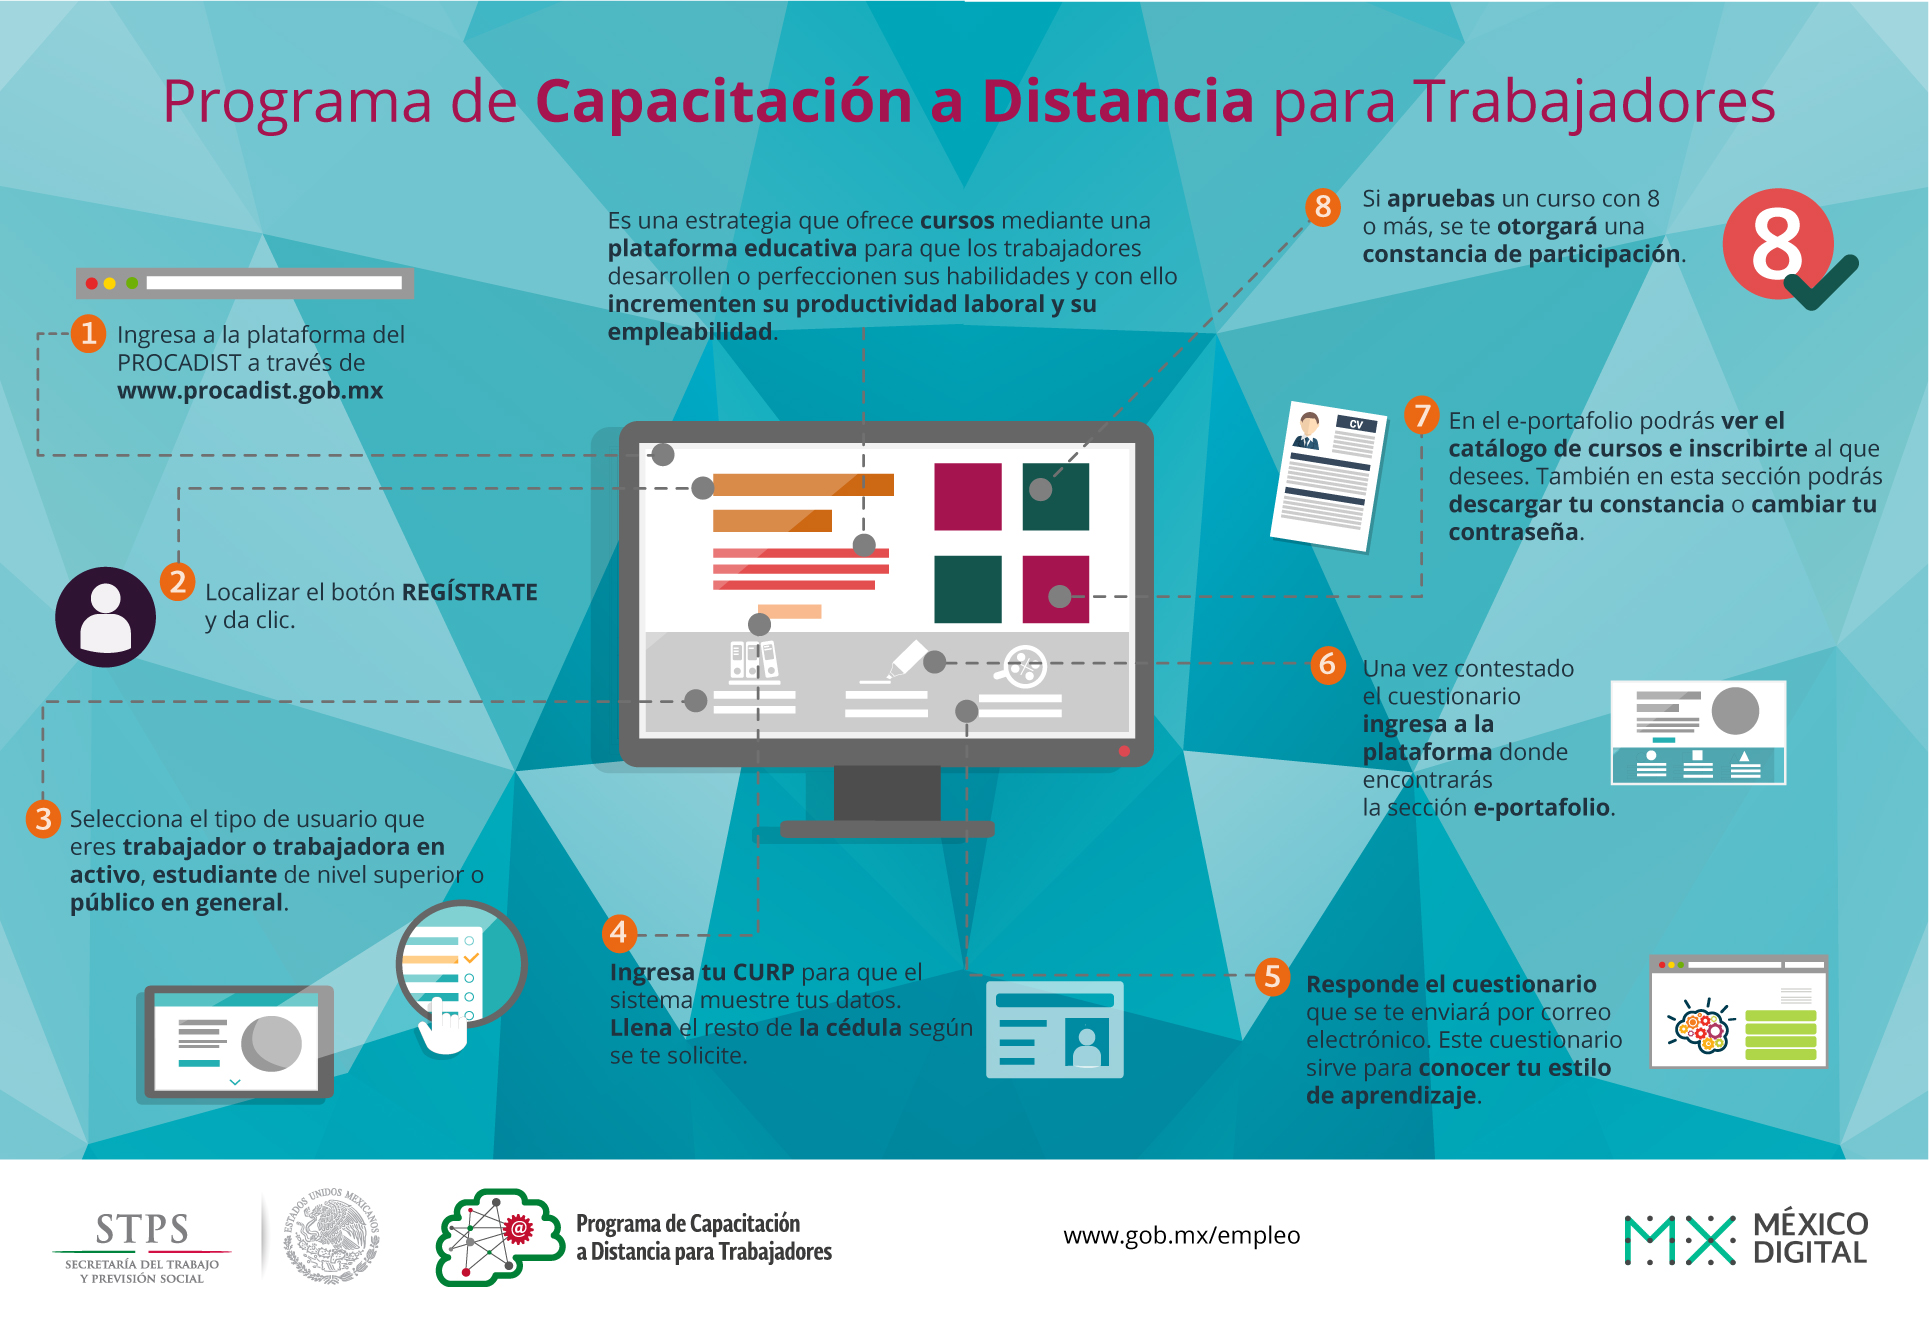 Programa de Capacitación a Distancia para Trabajadores
Es una estrategia que ofrece cursos mediante una
plataforma educativa para que los trabajadores
desarrollen o perfeccionen sus habilidades y con ello
incrementen su productividad laboral y su
empleabilidad.
1
Ingresa a la plataforma del
PROCADIST a través de
www.procadist.gob.mx
2
Localizar el botón REGÍSTRATE
y da clic.
3
Selecciona el tipo de usuario que
eres trabajador o trabajadora en
activo, estudiante de nivel superior o
público en general.
4
Ingresa tu CURP para que el
sistema muestre tus datos.
Llena el resto de la cédula según
se te solicite.
5
Responde el cuestionario
que se te enviará por correo
electrónico. Este cuestionario
sirve para conocer tu estilo
de aprendizaje.
6
Una vez contestado
el cuestionario
ingresa a la
plataforma donde
encontrarás
la sección e-portafolio.
CV
7
En el e-portafolio podrás ver el
catálogo de cursos e inscribirte al que
desees. También en esta sección podrás
descargar tu constancia o cambiar tu
contraseña.
8
Si apruebas un curso con 8
o más, se te otorgará una
constancia de participación.
8
STPS
SECRETARÍA DEL TRABAJO
Y PREVISIÓN SOCIAL
ESTADOS UNIDOS MEXICANOS
@
Programa de Capacitación
a Distancia para Trabajadores
www.gob.mx/empleo
MX
MÉXICO
DIGITAL